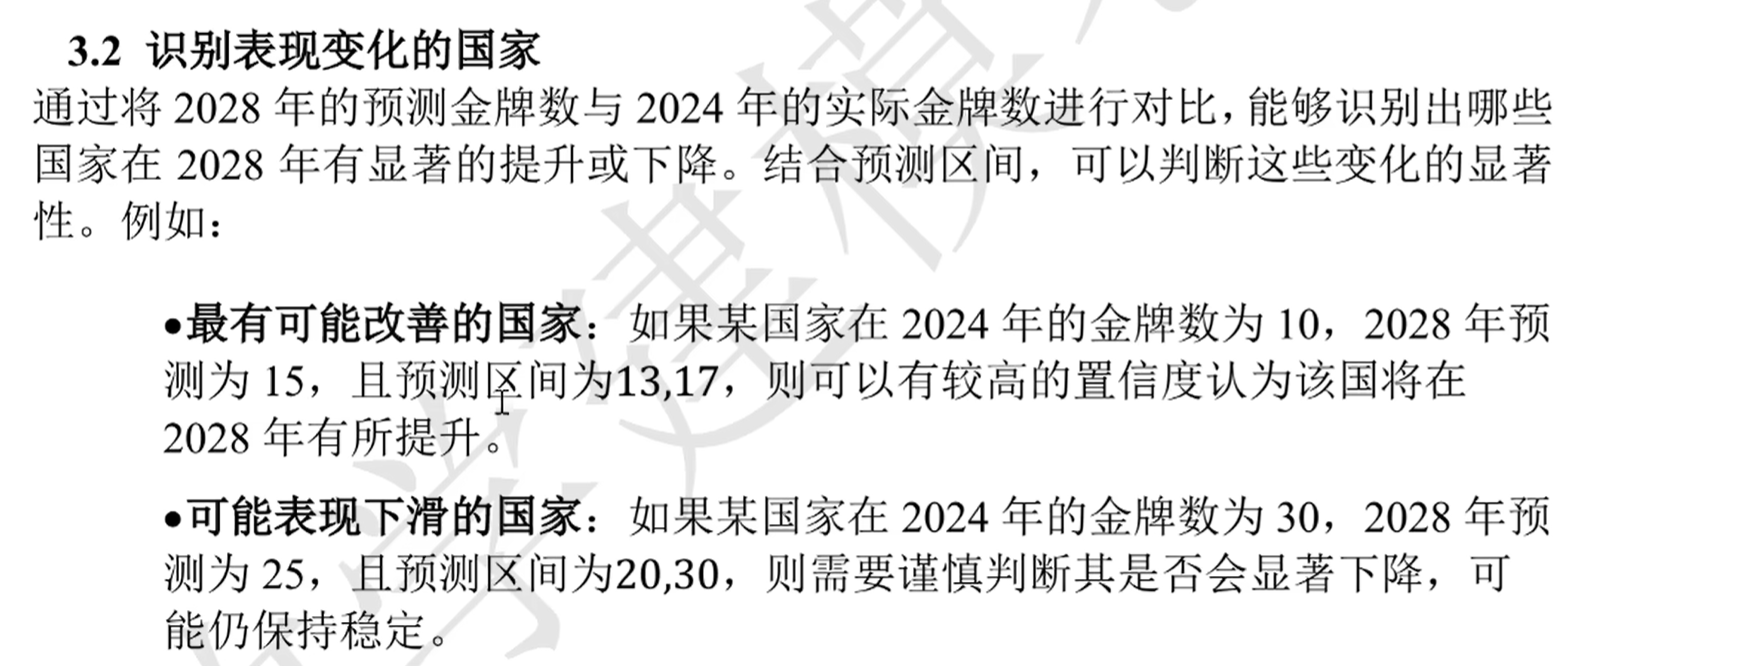 3.2 识别表现变化的国家
通过将 2028 年的预测金牌数与 2024 年的实际金牌数进行对比，能够识别出哪些
国家在 2028 年有显著的提升或下降。结合预测区间，可以判断这些变化的显著
性。例如：
•最有可能改善的国家：如果某国家在 2024 年的金牌数为 10，2028 年预
测为 15，且预测区间为13,17，则可以有较高的置信度认为该国将在
2028 年有所提升。
•可能表现下滑的国家：如果某国家在 2024 年的金牌数为 30，2028 年预
测为 25，且预测区间为20,30，则需要谨慎判断其是否会显著下降，可
能仍保持稳定。
学建模